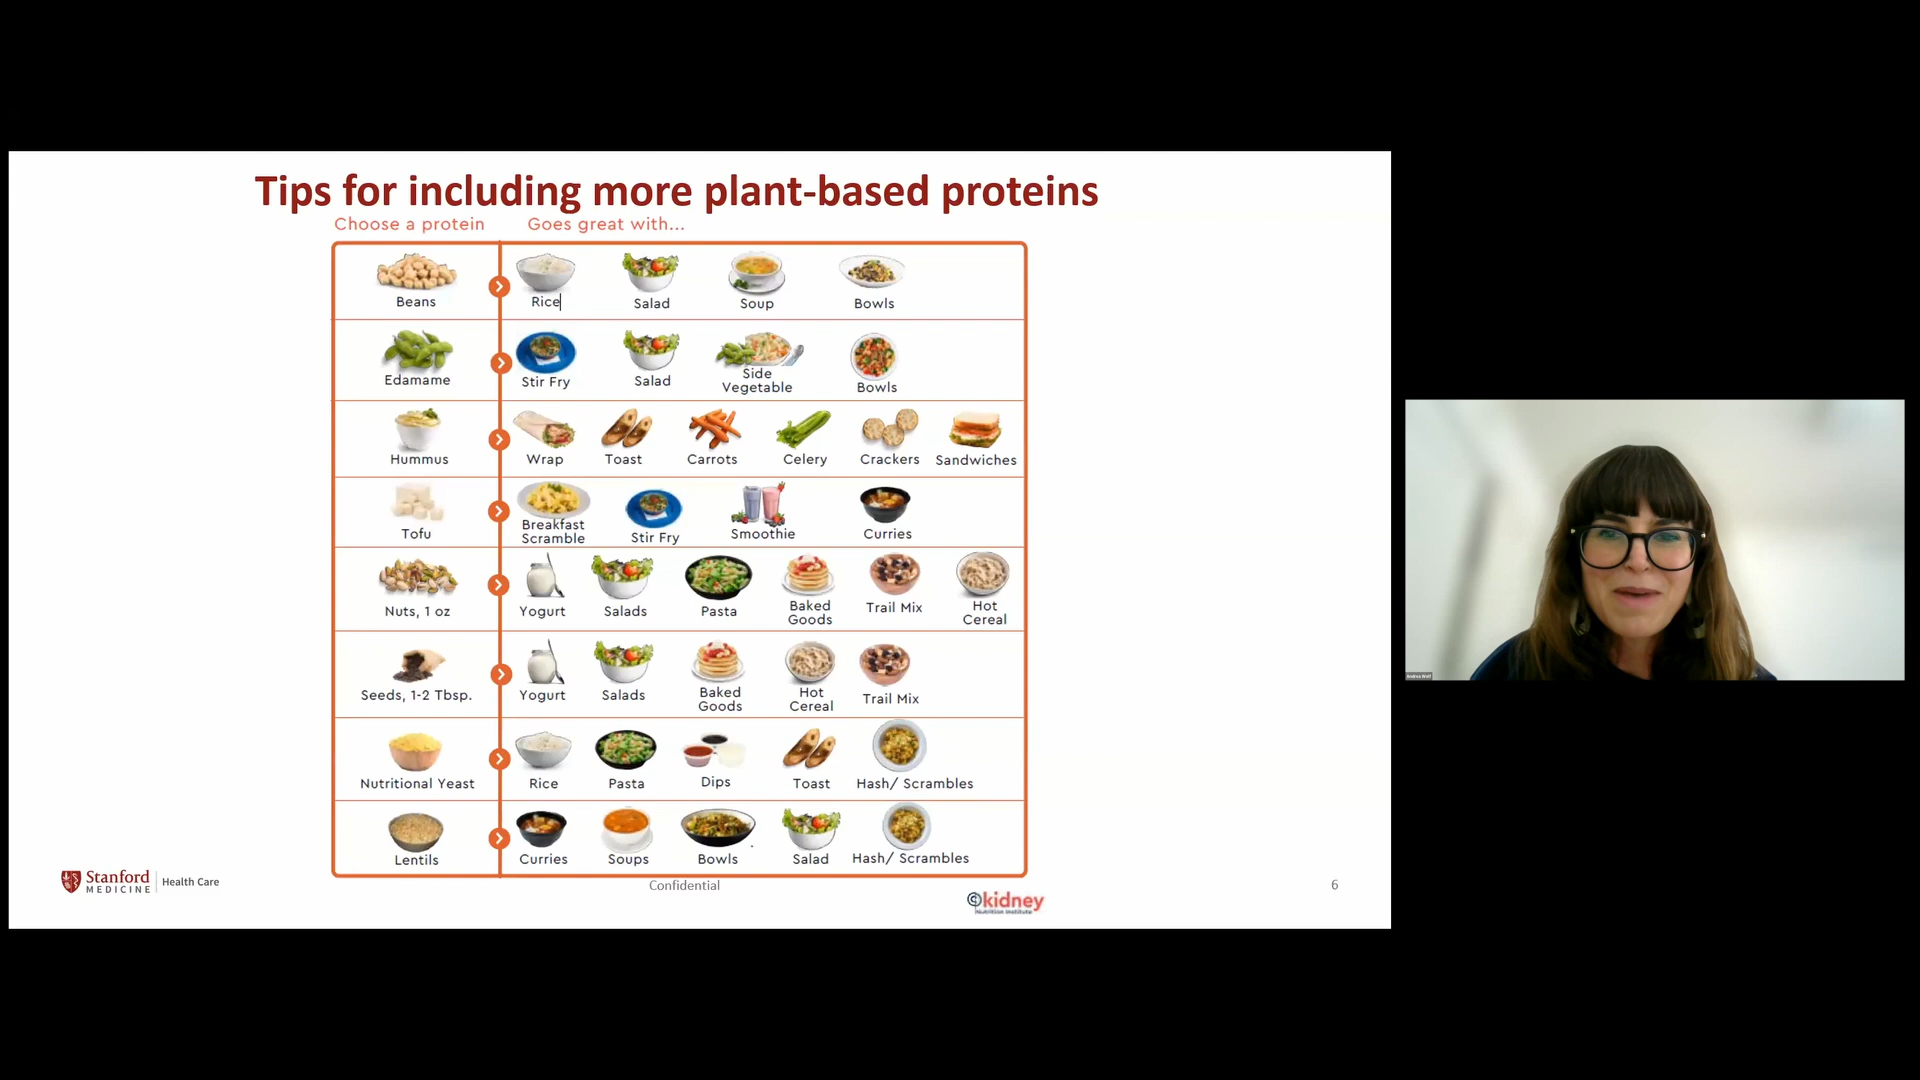 Tips for including more plant-based proteins
Choose a protein
Goes great with...
Beans
Rice
Salad
Soup
Bowls
Edamame
Stir Fry
Salad
Side
Vegetable
Bowls
Hummus
Wrap
Toast
Carrots
Celery
Crackers
Sandwiches
Tofu
Breakfast
Scramble
Stir Fry
Smoothie
Curries
Nuts, 1 oz
Yogurt
Salads
Pasta
Baked
Goods
Trail Mix
Hot
Cereal
Seeds, 1-2 Tbsp.
Yogurt
Salads
Baked
Goods
Hot
Cereal
Trail Mix
Nutritional Yeast
Rice
Pasta
Dips
Toast
Hash/ Scrambles
Lentils
Curries
Soups
Bowls
Salad
Hash/ Scrambles
Stanford
MEDICINE
Health Care
Confidential
6
kidney
Nutrition Institute
Andrea Wolf